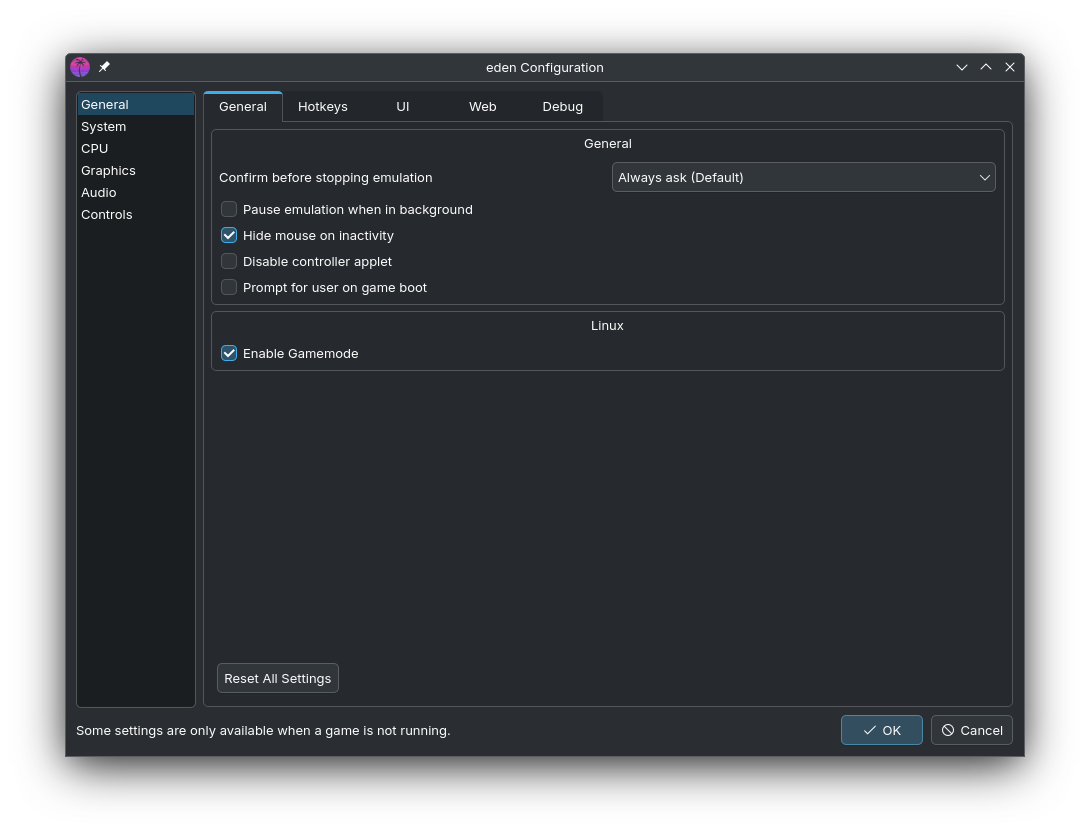 eden Configuration
General
System
CPU
Graphics
Audio
Controls
General Hotkeys UI Web Debug
General
Confirm before stopping emulation Always ask (Default)
Pause emulation when in background
Hide mouse on inactivity
Disable controller applet
Prompt for user on game boot
Linux
Enable Gamemode
Reset All Settings
Some settings are only available when a game is not running.
OK Cancel